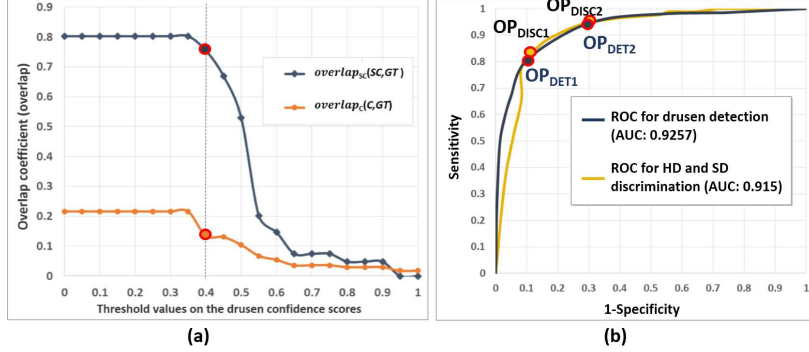 0.9
0.8
0.7
0.6
0.5
0.4
0.3
0.2
0.1
0
Overlap coefficient (overlap)
overlapSC(SC,GT)
overlapC(C,GT)
0 0.1 0.2 0.3 0.4 0.5 0.6 0.7 0.8 0.9 1
Threshold values on the drusen confidence scores
(a)
1
0.9
0.8
0.7
0.6
0.5
0.4
0.3
0.2
0.1
0
Sensitivity
OPDISC2
OPDISC1
OPDET2
OPDET1
ROC for drusen detection
(AUC: 0.9257)
ROC for HD and SD
discrimination (AUC: 0.915)
0 0.1 0.2 0.3 0.4 0.5 0.6 0.7 0.8 0.9 1
1-Specificity
(b)